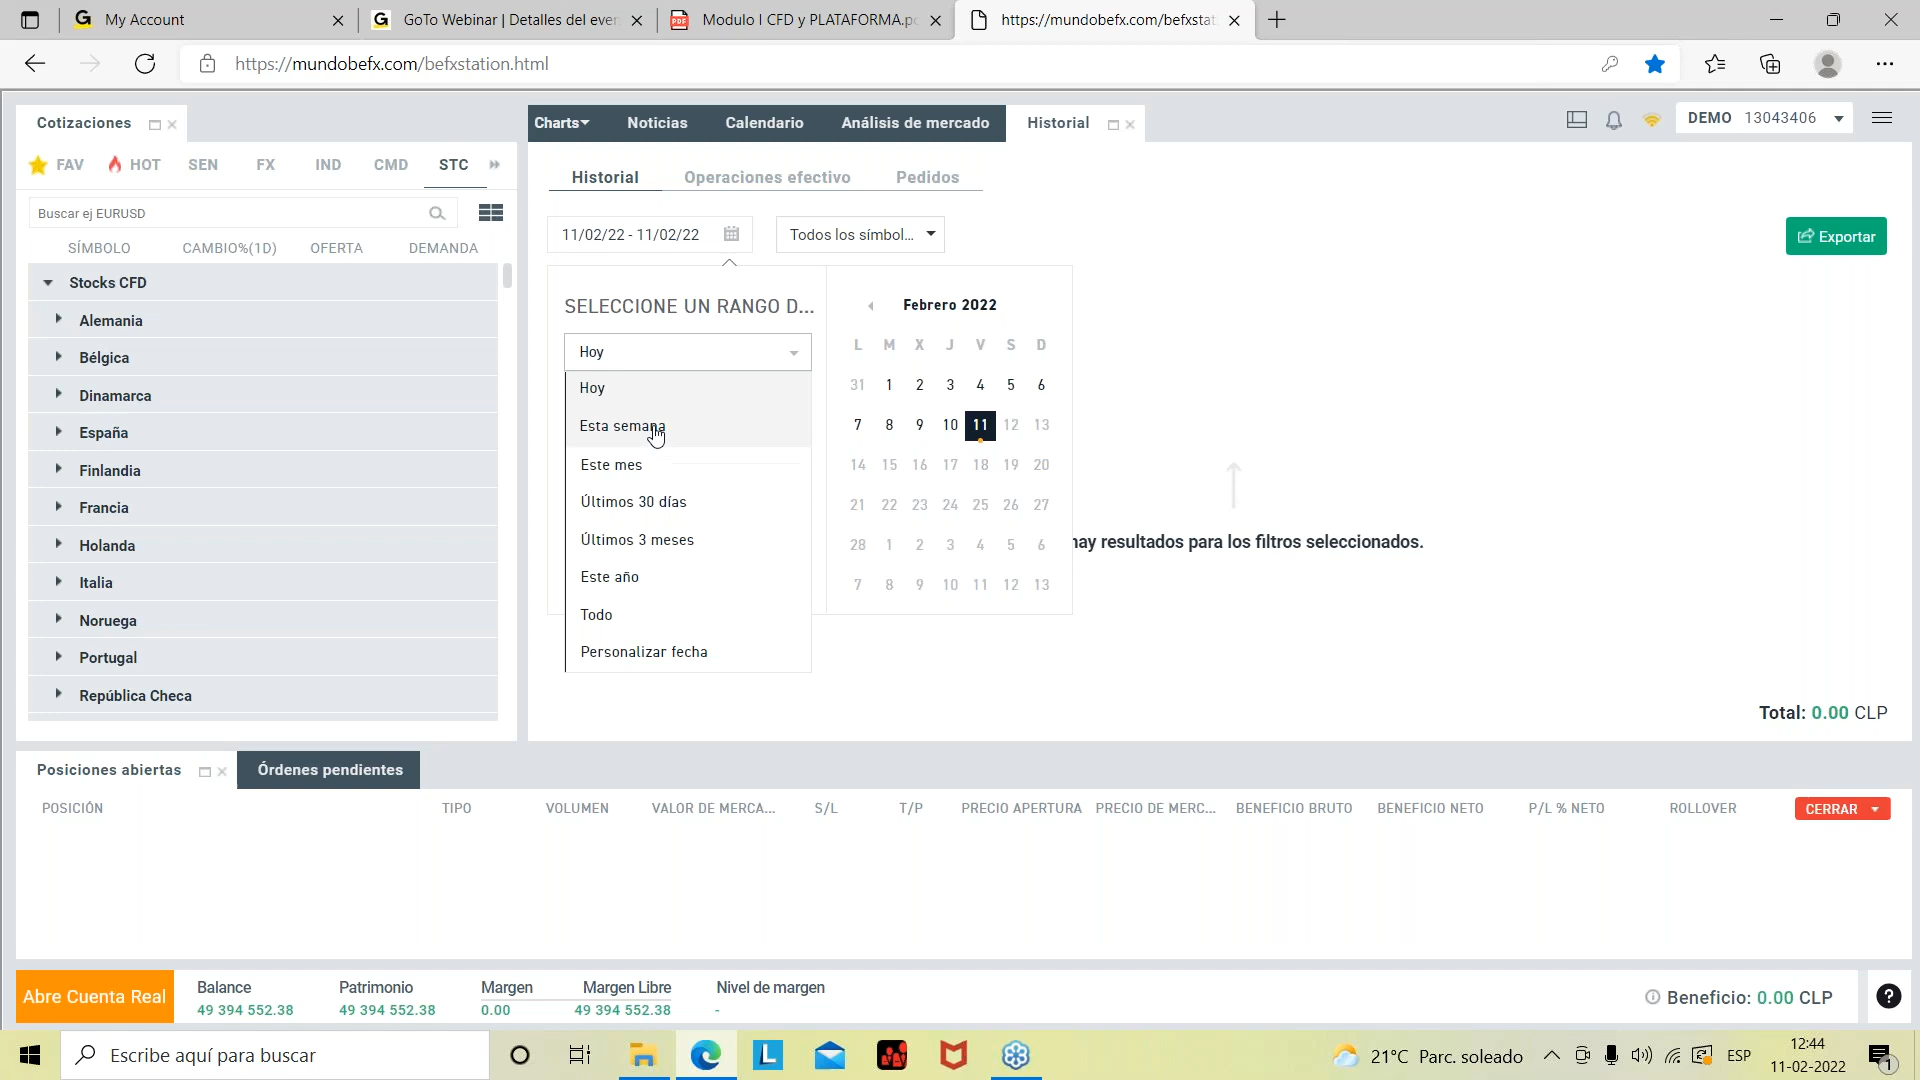 My Account
GoTo Webinar | Detalles del even
Modulo I CFD y PLATAFORMA.pd
https://mundobefx.com/befxstat
https://mundobefx.com/befxstation.html
Cotizaciones
Charts
Noticias
Calendario
Análisis de mercado
Historial
DEMO 13043406
FAV
HOT
SEN
FX
IND
CMD
STC
Historial
Operaciones efectivo
Pedidos
Buscar ej EURUSD
11/02/22 - 11/02/22
Todos los símbol...
Exportar
SÍMBOLO
CAMBIO%(1D)
OFERTA
DEMANDA
Stocks CFD
Alemania
Bélgica
Dinamarca
España
Finlandia
Francia
Holanda
Italia
Noruega
Portugal
República Checa
SELECCIONE UN RANGO D...
Hoy
Hoy
Esta semana
Este mes
Últimos 30 días
Últimos 3 meses
Este año
Todo
Personalizar fecha
Febrero 2022
L M X J V S D
31 1 2 3 4 5 6
7 8 9 10 11 12 13
14 15 16 17 18 19 20
21 22 23 24 25 26 27
28 1 2 3 4 5 6
7 8 9 10 11 12 13
hay resultados para los filtros seleccionados.
Total: 0.00 CLP
Posiciones abiertas
Órdenes pendientes
POSICIÓN
TIPO
VOLUMEN
VALOR DE MERCA...
S/L
T/P
PRECIO APERTURA
PRECIO DE MERC...
BENEFICIO BRUTO
BENEFICIO NETO
P/L % NETO
ROLLOVER
CERRAR
Abre Cuenta Real
Balance
49 394 552.38
Patrimonio
49 394 552.38
Margen
0.00
Margen Libre
49 394 552.38
Nivel de margen
-
Beneficio: 0.00 CLP
Escribe aquí para buscar
21°C Parc. soleado
ESP
12:44
11-02-2022
1